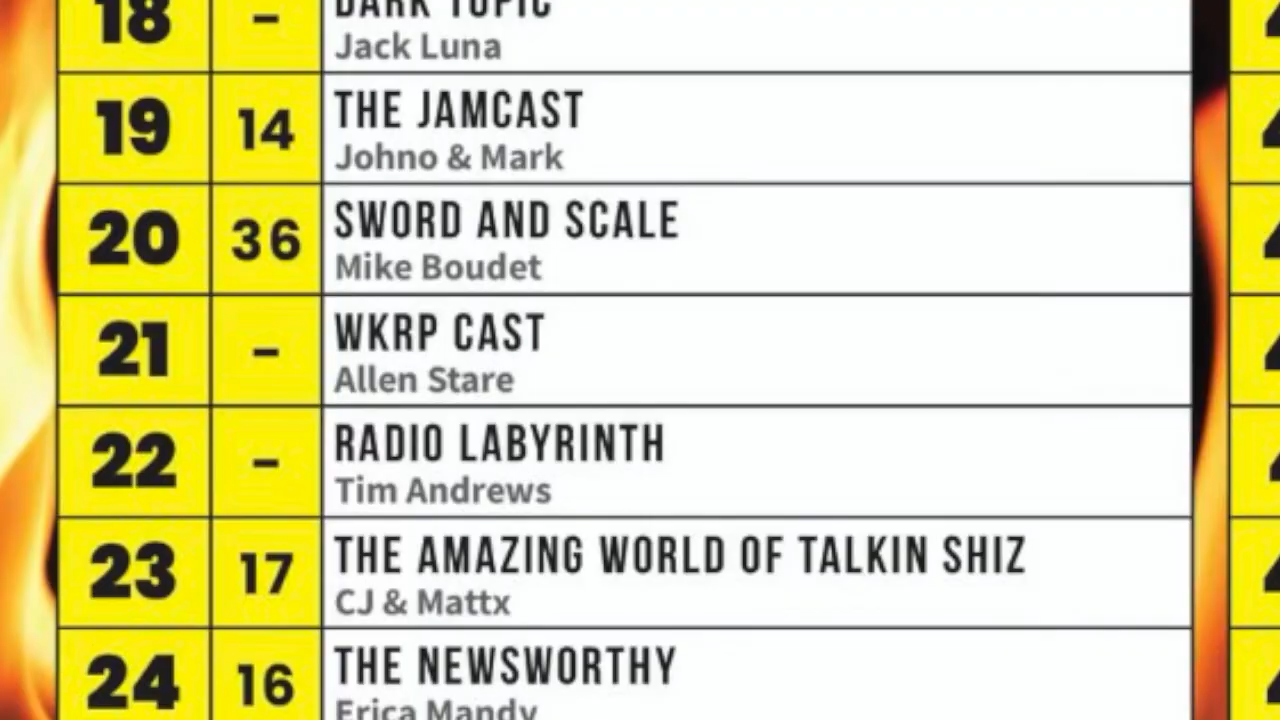 18 - DARK TOPIC
Jack Luna
19 14 THE JAMCAST
Johno & Mark
20 36 SWORD AND SCALE
Mike Boudet
21 - WKRP CAST
Allen Stare
22 - RADIO LABYRINTH
Tim Andrews
23 17 THE AMAZING WORLD OF TALKIN SHIZ
CJ & Mattx
24 16 THE NEWSWORTHY
Erica Mandy